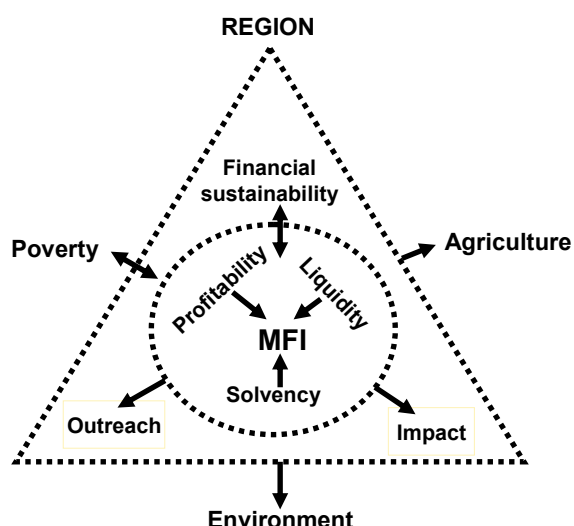 REGION
Financial
sustainability
Poverty
Agriculture
Profitability
Liquidity
MFI
Solvency
Outreach
Impact
Environment